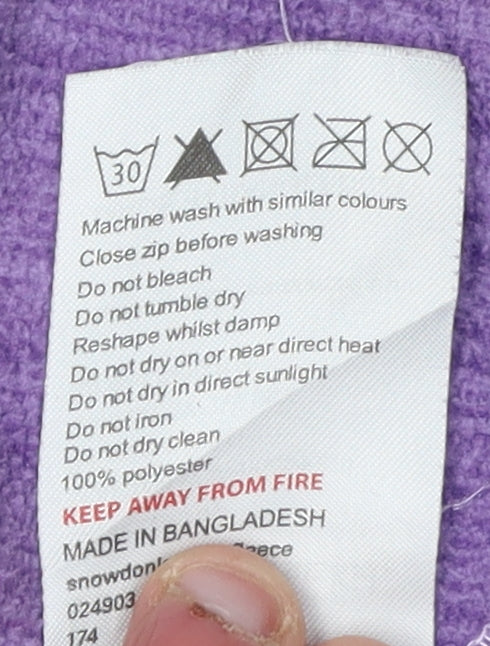 30
Machine wash with similar colours
Close zip before washing
Do not bleach
Do not tumble dry
Reshape whilst damp
Do not dry on or near direct heat
Do not dry in direct sunlight
Do not iron
Do not dry clean
100% polyester
KEEP AWAY FROM FIRE
MADE IN BANGLADESH
024903
174